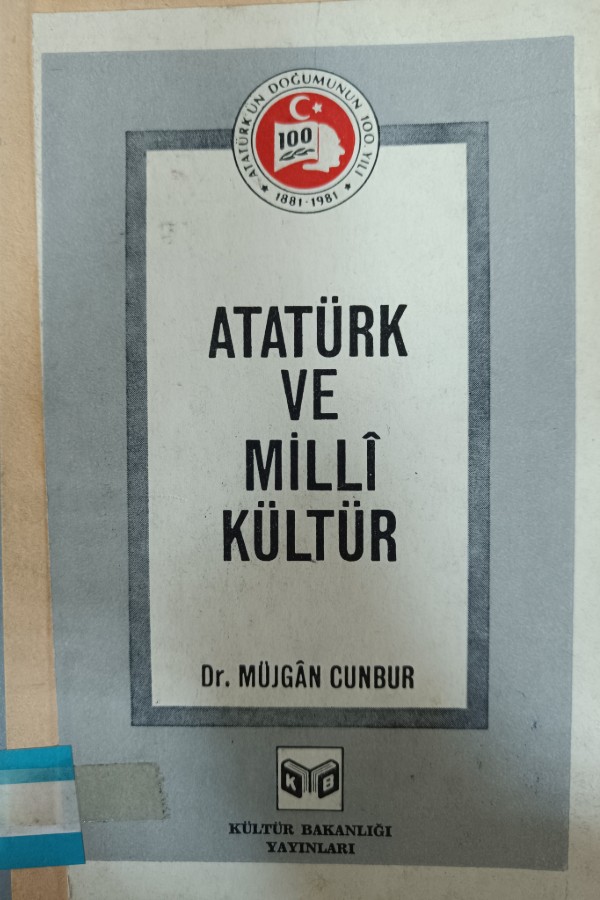 ATATÜRK'ÜN DOĞUMUNUN 100. YILI
100
★ 1881-1981 ★
ATATÜRK
VE
MİLLÎ
KÜLTÜR
Dr. MÜJGÂN CUNBUR
K B
KÜLTÜR BAKANLIĞI
YAYINLARI